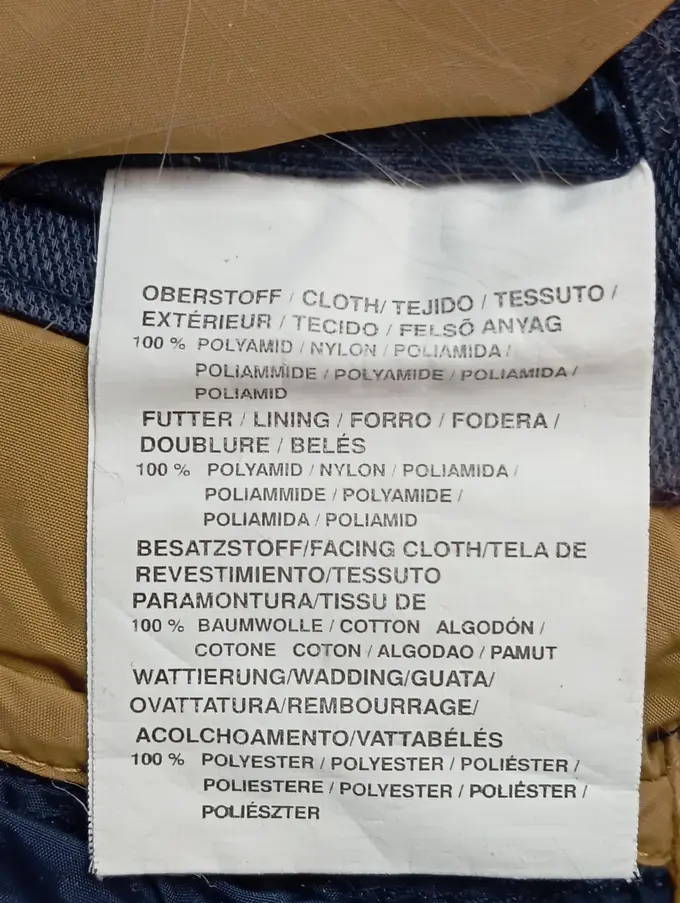 OBERSTOFF / CLOTH/ TEJIDO / TESSUTO /
EXTÉRIEUR / TECIDO / FELSŐ ANYAG
100 % POLYAMID / NYLON / POLIAMIDA /
POLIAMMIDE / POLYAMIDE / POLIAMIDA /
POLIAMID
FUTTER / LINING / FORRO / FODERA /
DOUBLURE / BELÉS
100 % POLYAMID / NYLON / POLIAMIDA /
POLIAMMIDE / POLYAMIDE /
POLIAMIDA / POLIAMID
BESATZSTOFF/FACING CLOTH/TELA DE
REVESTIMIENTO/TESSUTO
PARAMONTURA/TISSU DE
100 % BAUMWOLLE / COTTON ALGODÓN /
COTONE COTON / ALGODAO / PAMUT
WATTIERUNG/WADDING/GUATA/
OVATTATURA/REMBOURRAGE/
ACOLCHOAMENTO/VATTABÉLÉS
100 % POLYESTER / POLYESTER / POLIÉSTER /
POLIESTERE / POLYESTER / POLIÉSTER /
POLIÉSZTER